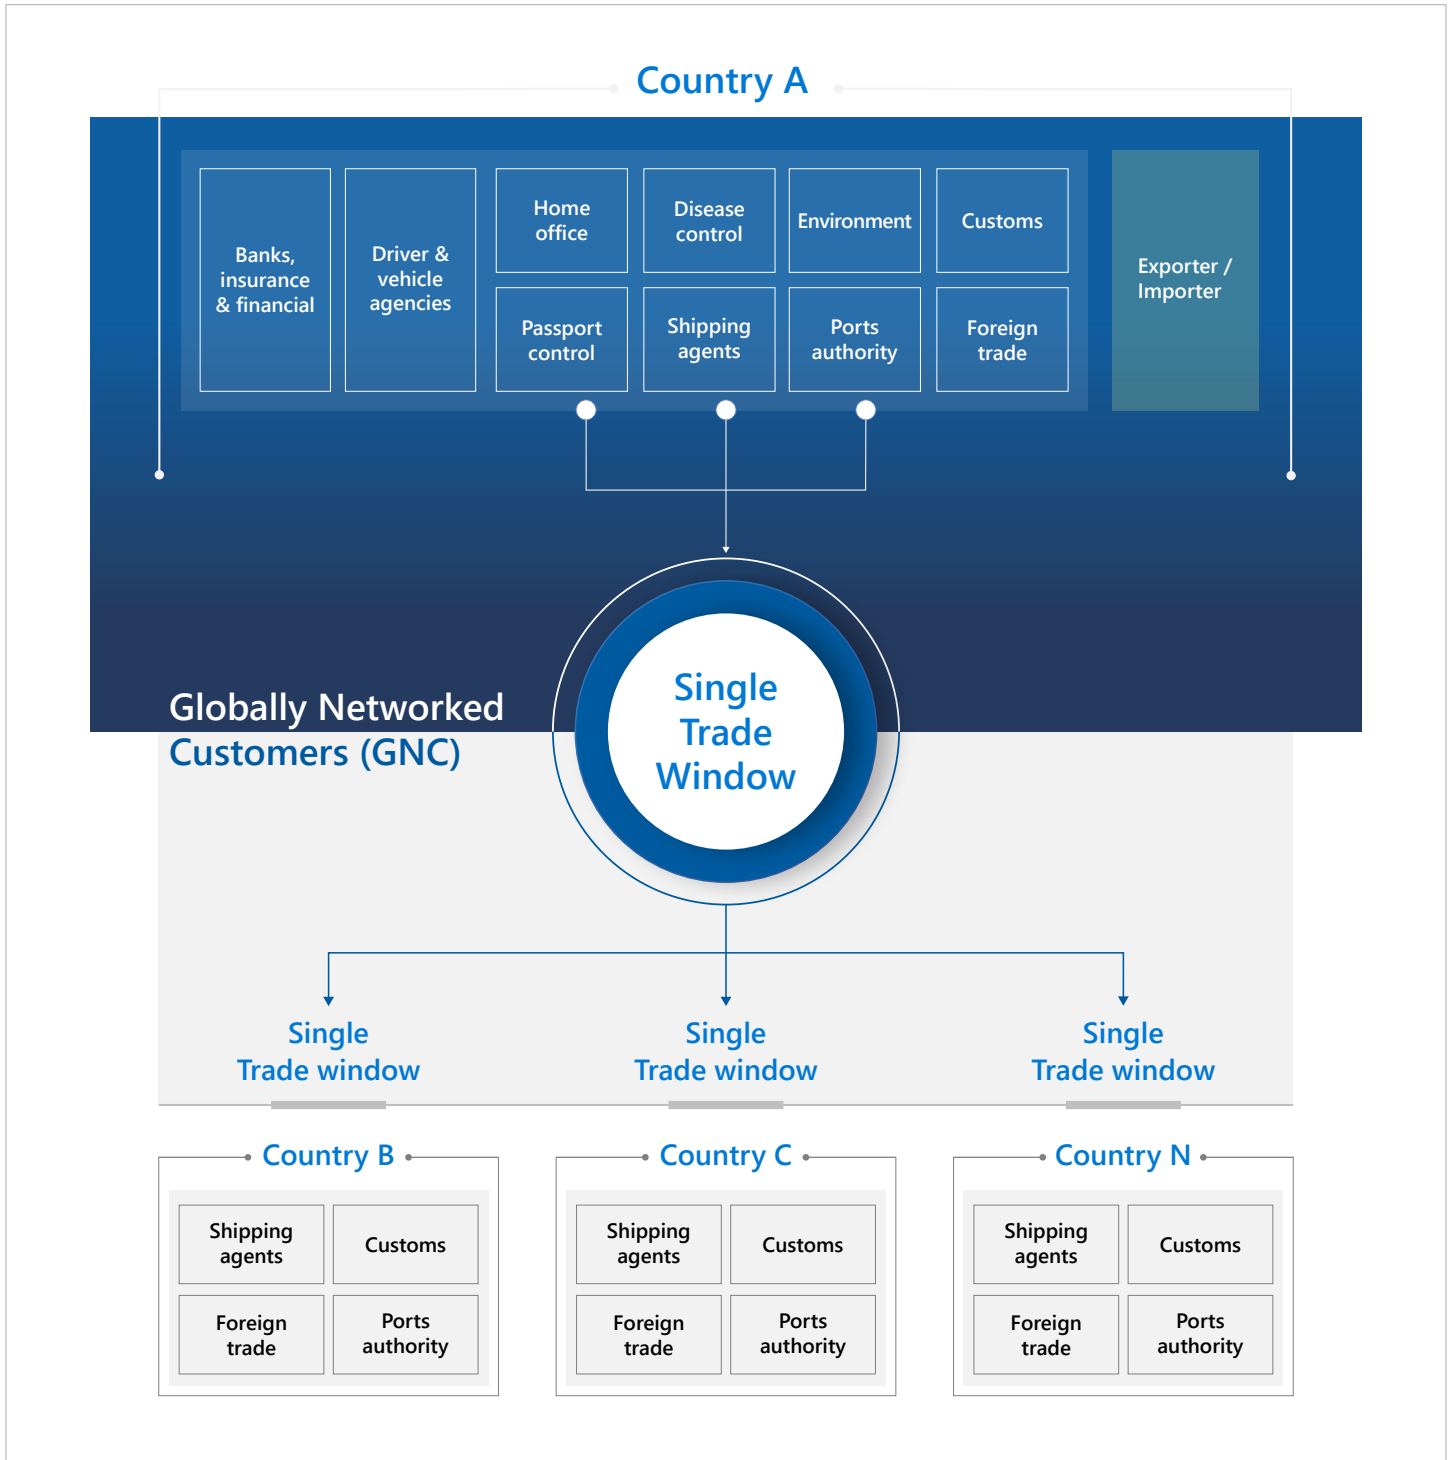 Country A
Banks,
insurance
& financial
Driver &
vehicle
agencies
Home
office
Disease
control
Environment
Customs
Passport
control
Shipping
agents
Ports
authority
Foreign
trade
Exporter /
Importer
Globally Networked
Customers (GNC)
Single
Trade
Window
Single
Trade window
Single
Trade window
Single
Trade window
Country B
Shipping
agents
Customs
Foreign
trade
Ports
authority
Country C
Shipping
agents
Customs
Foreign
trade
Ports
authority
Country N
Shipping
agents
Customs
Foreign
trade
Ports
authority